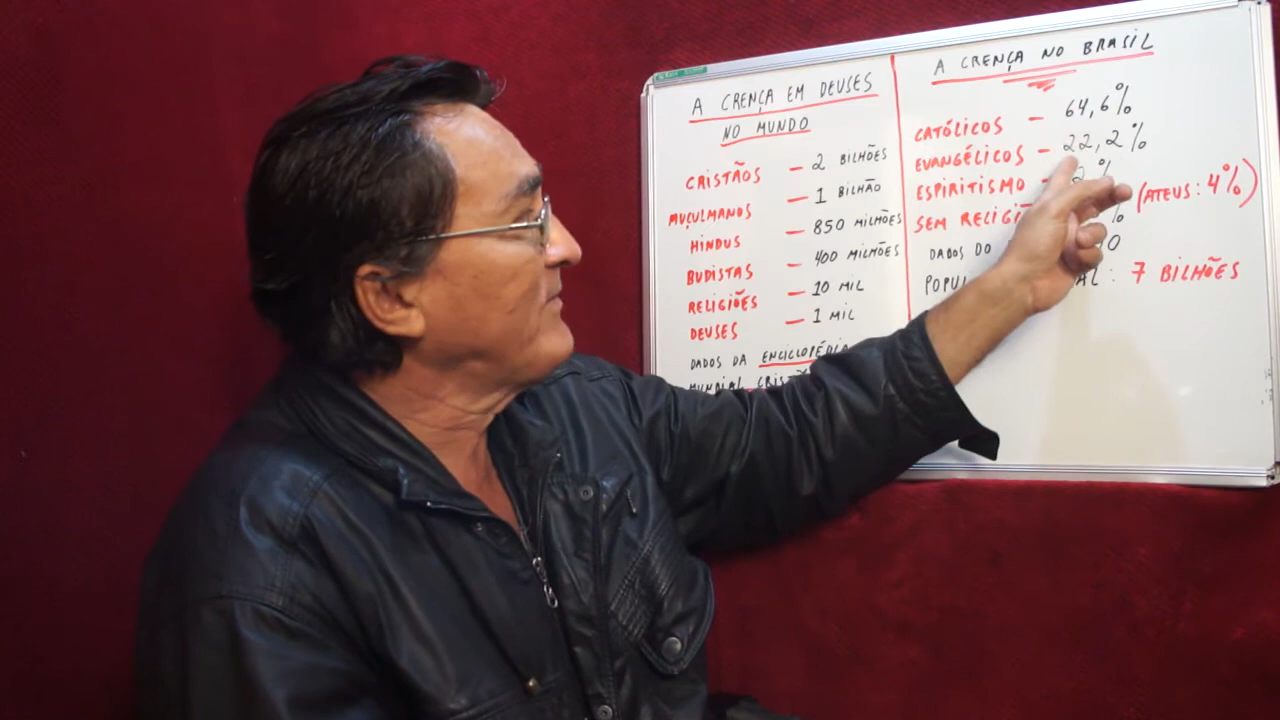 A CRENÇA EM DEUSES
NO MUNDO
CRISTÃOS – 2 BILHÕES
MUÇULMANOS – 1 BILHÃO
HINDUS – 850 MILHÕES
BUDISTAS – 400 MILHÕES
RELIGIÕES – 10 MIL
DEUSES – 1 MIL
DADOS DA ENCICLOPÉDIA
MUNDIAL
A CRENÇA NO BRASIL
CATÓLICOS – 64,6%
EVANGÉLICOS – 22,2%
ESPIRITISMO – 2%
SEM % (ATEUS: 4%)
DADOS DO
: 7 BILHÕES